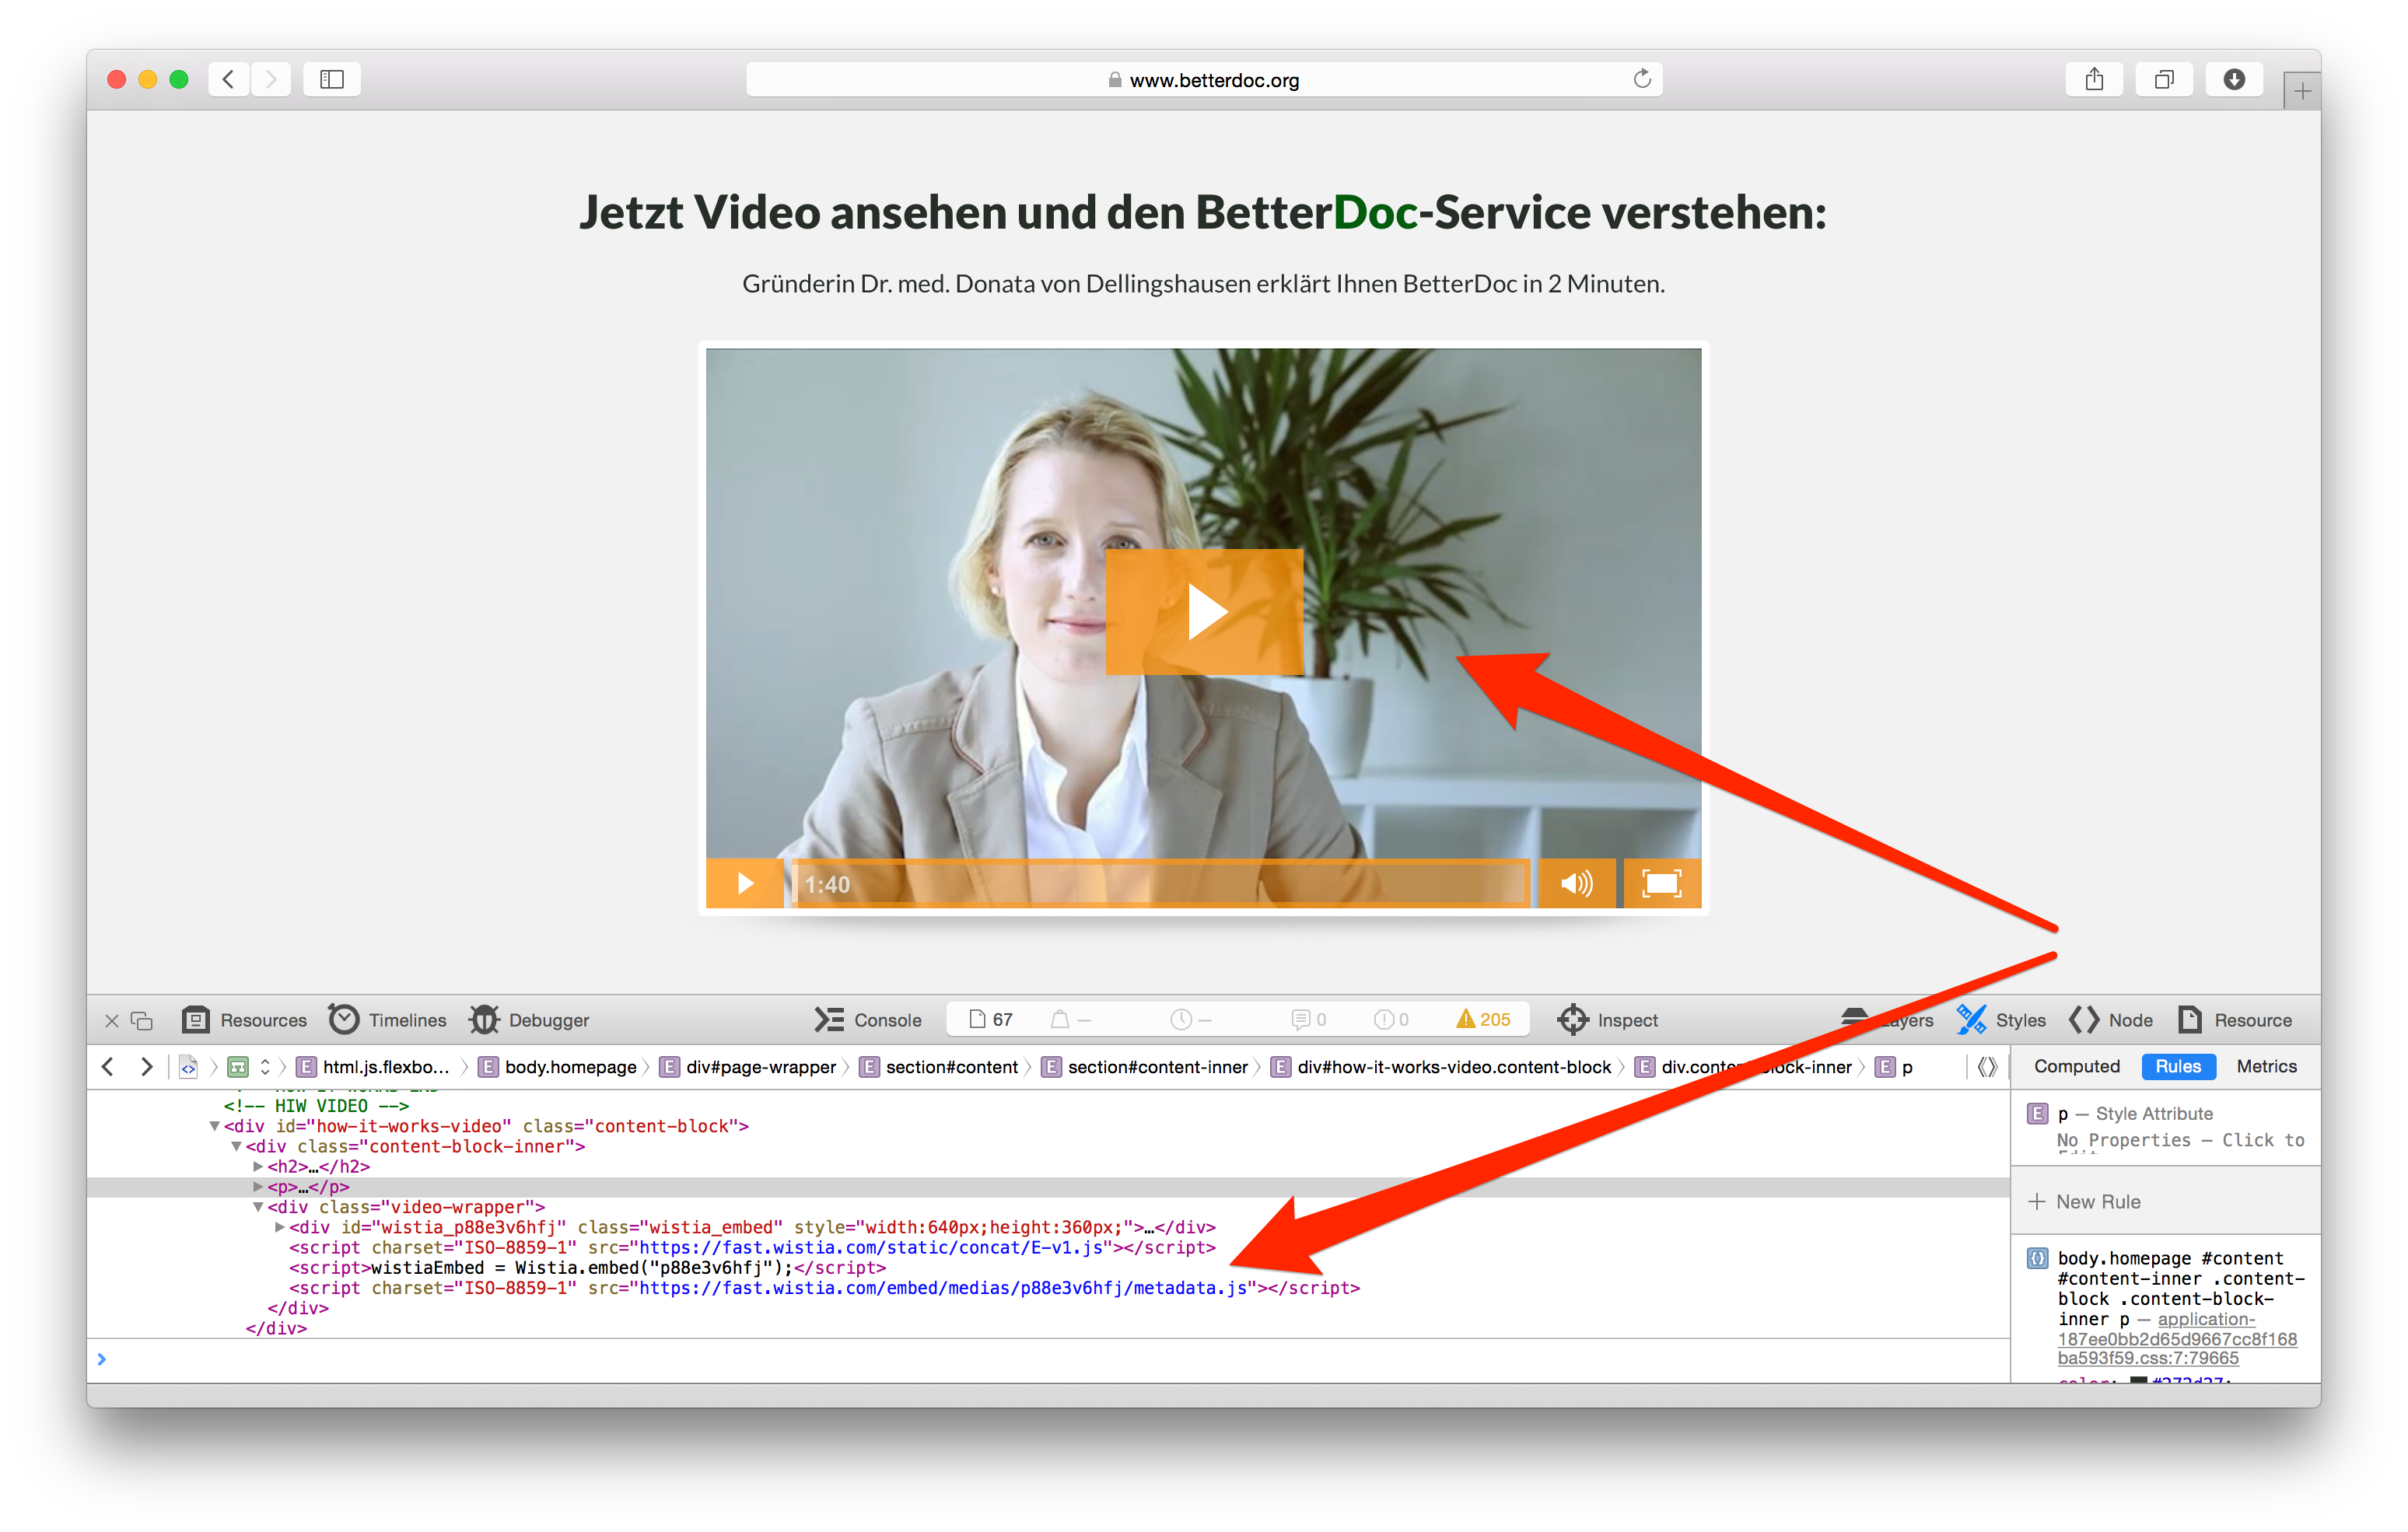 www.betterdoc.org
Jetzt Video ansehen und den BetterDoc-Service verstehen:
Gründerin Dr. med. Donata von Dellingshausen erklärt Ihnen BetterDoc in 2 Minuten.
1:40
Resources Timelines Debugger Console 67 — — 0 0 205 Inspect Styles Node Resource
html.js.flexbo... body.homepage div#page-wrapper section#content section#content-inner div#how-it-works-video.content-block E p Computed Rules Metrics
<!-- HIW VIDEO -->
<div id="how-it-works-video" class="content-block">
<div class="content-block-inner">
<h2>…</h2>
<p>…</p>
<div class="video-wrapper">
<div id="wistia_p88e3v6hfj" class="wistia_embed" style="width:640px;height:360px;">…</div>
<script charset="ISO-8859-1" src="https://fast.wistia.com/static/concat/E-v1.js"></script>
<script>wistiaEmbed = Wistia.embed("p88e3v6hfj");</script>
<script charset="ISO-8859-1" src="https://fast.wistia.com/embed/medias/p88e3v6hfj/metadata.js"></script>
</div>
</div>
E p — Style Attribute
No Properties — Click to
New Rule
body.homepage #content
#content-inner .content-
block .content-block-
inner p — application-
187ee0bb2d65d9667cc8f168
ba593f59.css:7:79665